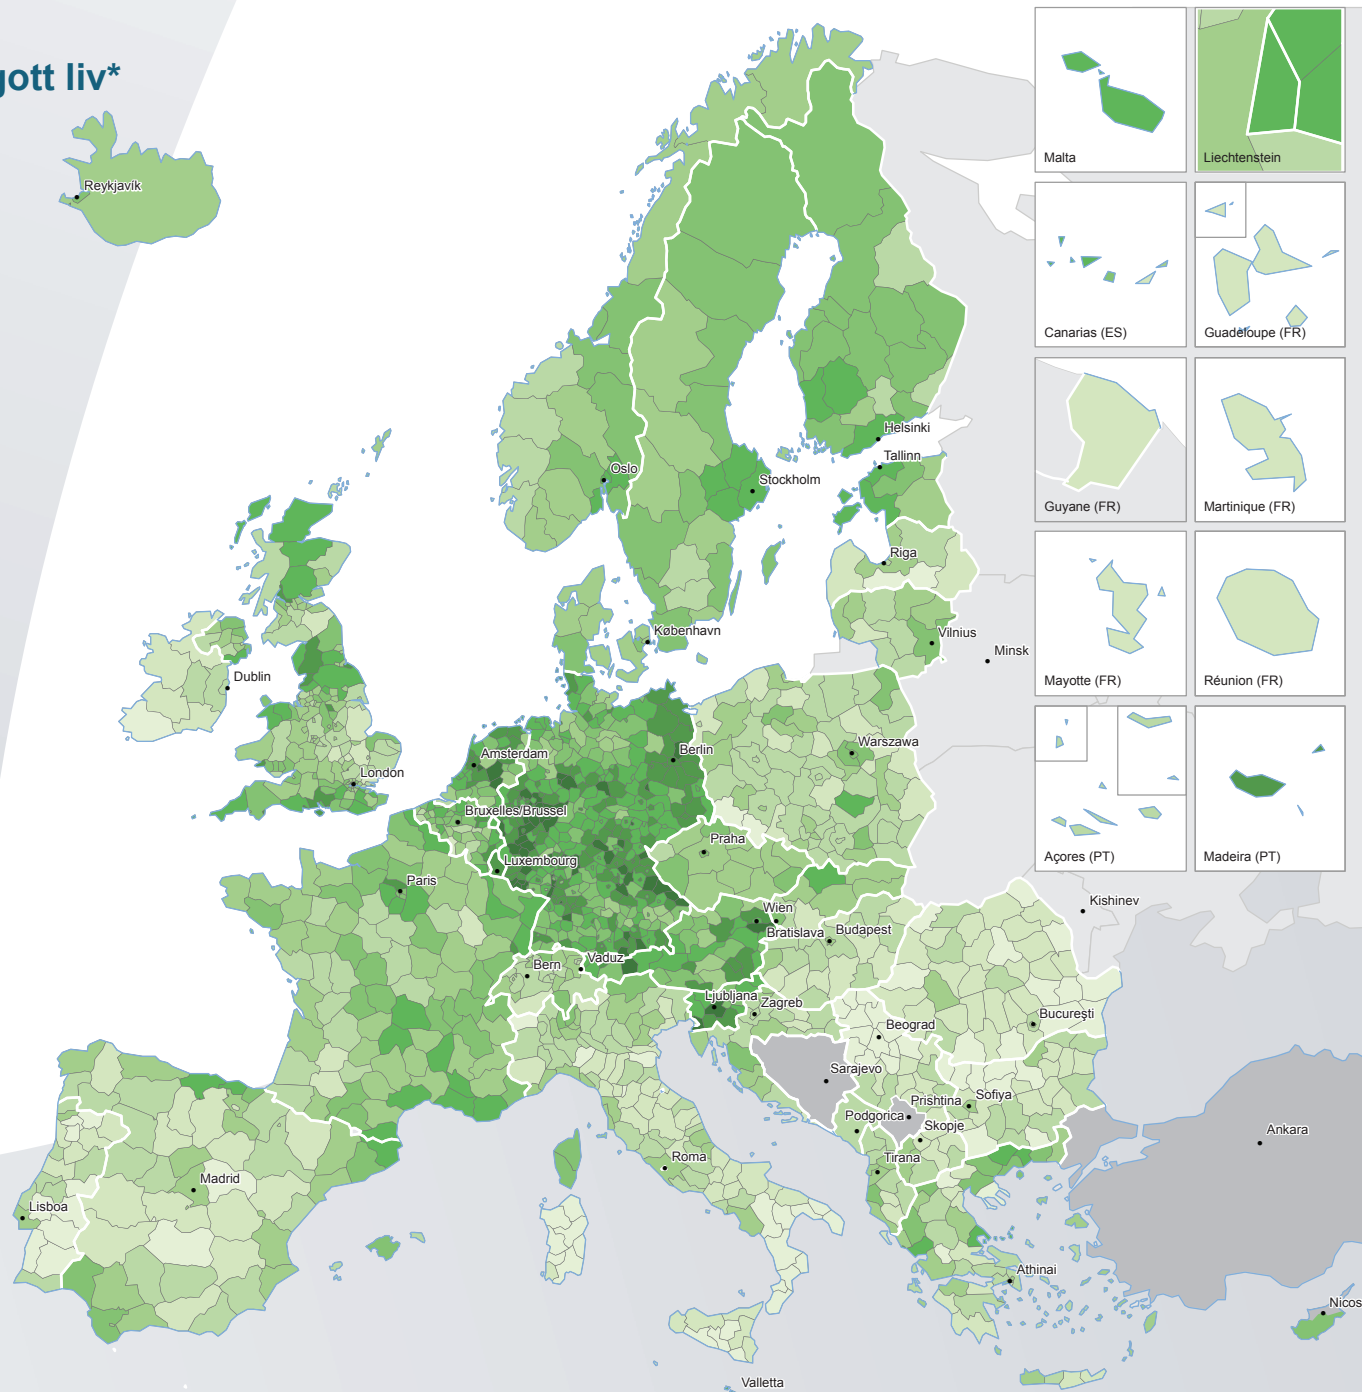 gott liv*
Reykjavík
Malta
Liechtenstein
Canarias (ES)
Guadeloupe (FR)
Guyane (FR)
Martinique (FR)
Mayotte (FR)
Réunion (FR)
Açores (PT)
Madeira (PT)
Helsinki
Tallinn
Oslo
Stockholm
Riga
København
Vilnius
Minsk
Dublin
Amsterdam
Berlin
Warszawa
London
Bruxelles/Brussel
Praha
Luxembourg
Paris
Kishinev
Wien
Bratislava
Budapest
Bern
Vaduz
Ljubljana
Zagreb
Beograd
Bucureşti
Sarajevo
Prishtina
Sofiya
Podgorica
Skopje
Ankara
Roma
Tirana
Madrid
Lisboa
Athinai
Nicos
Valletta